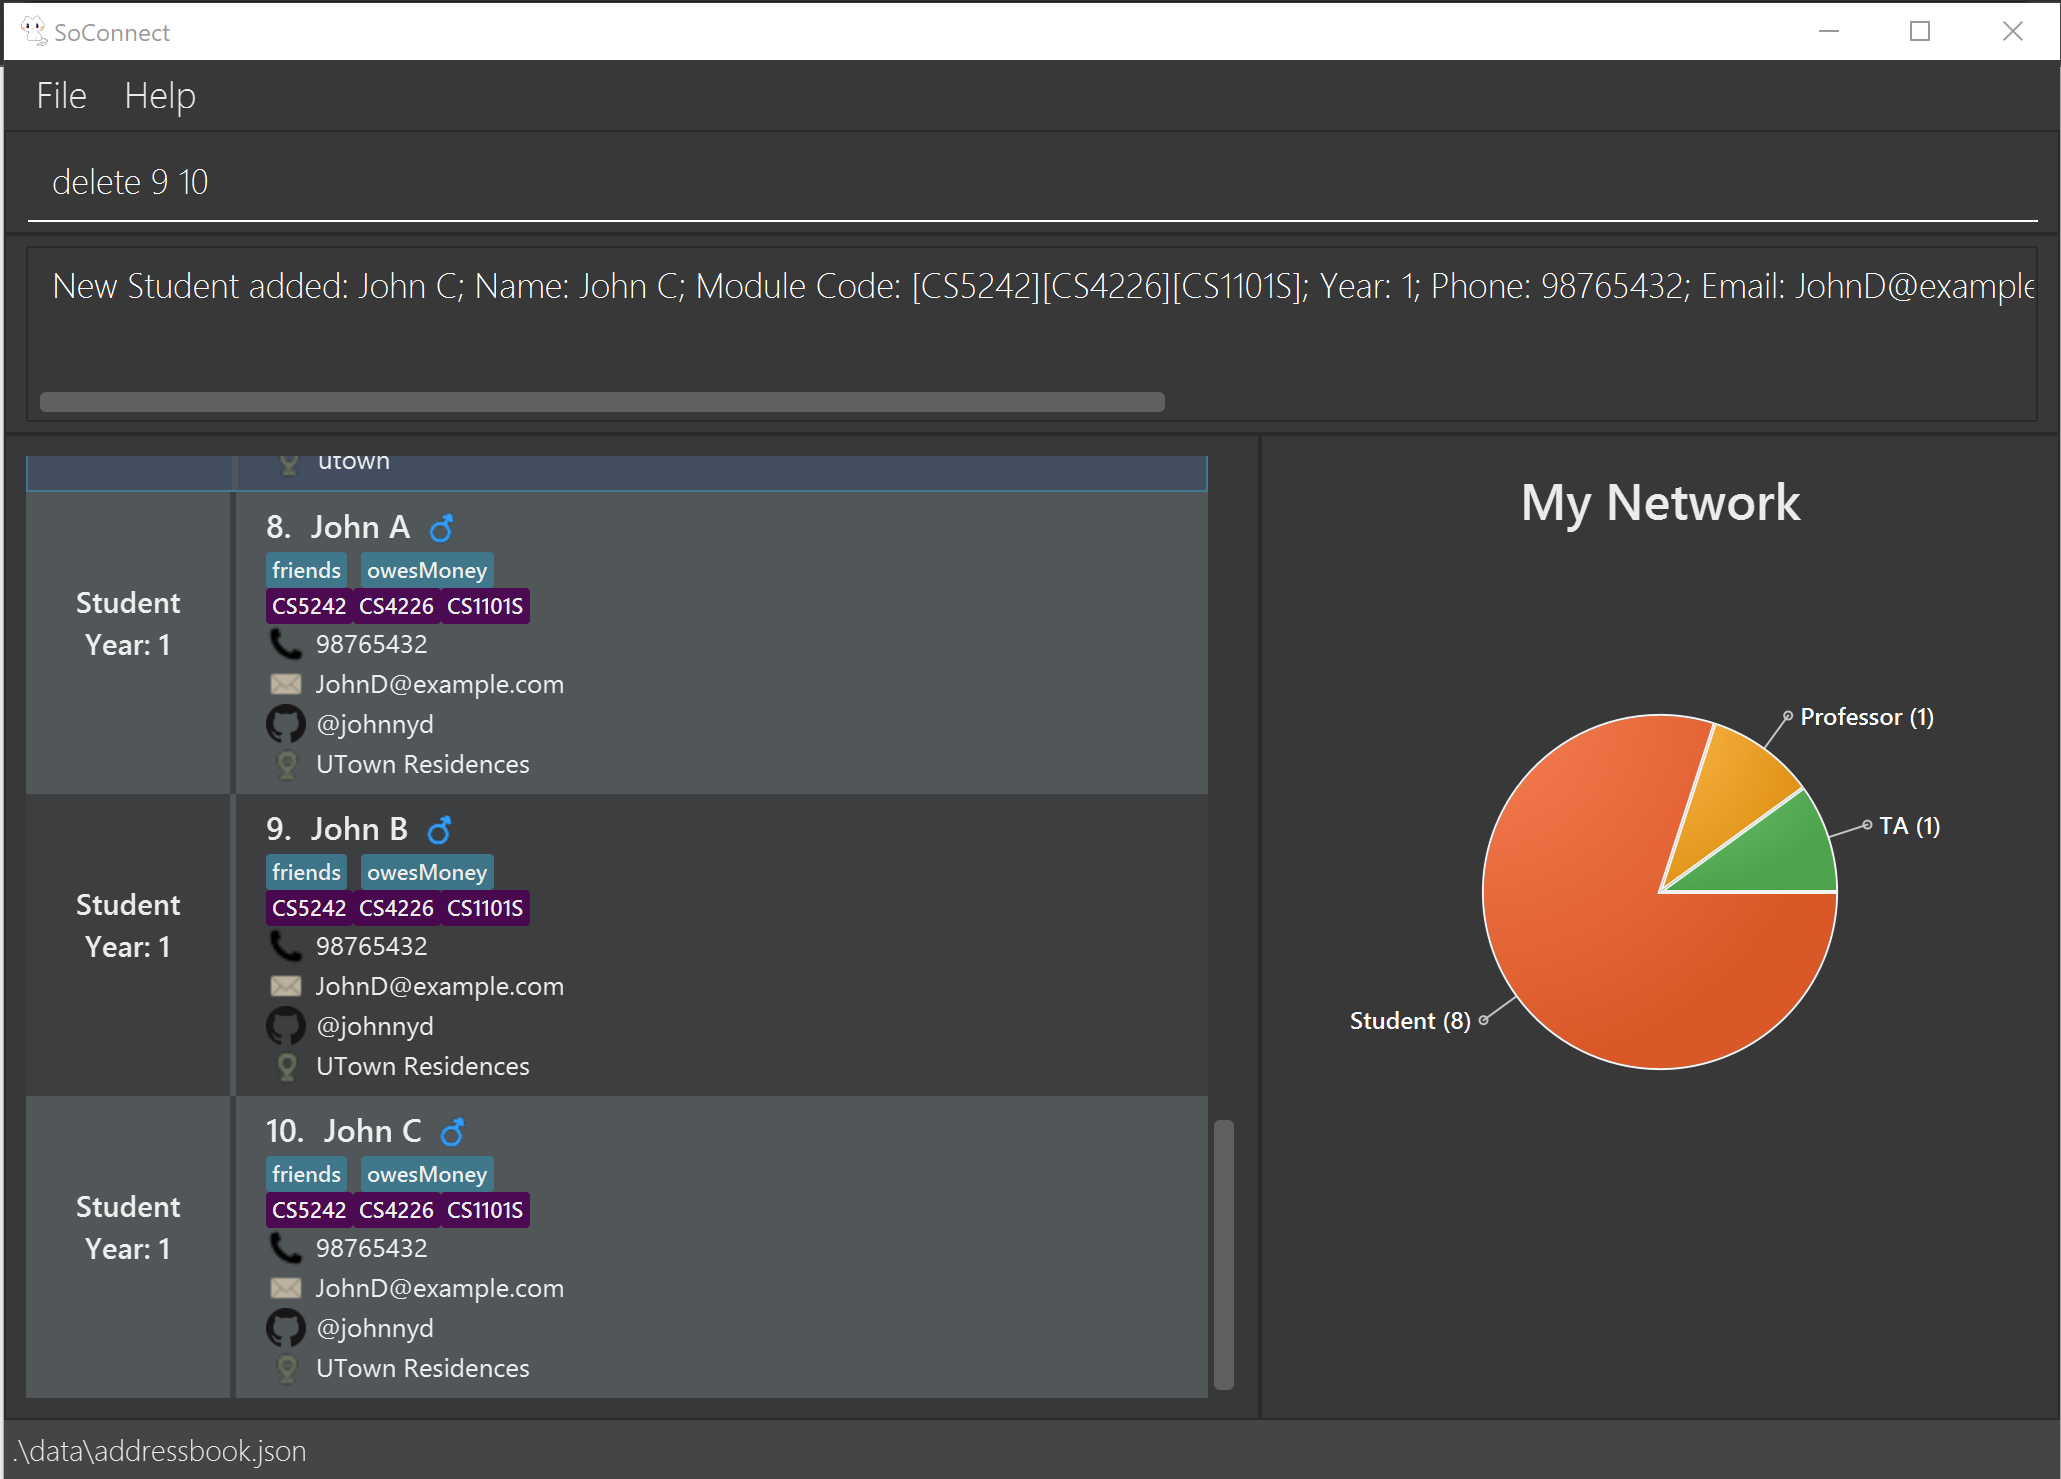 SoConnect
File Help
delete 9 10
New Student added: John C; Name: John C; Module Code: [CS5242][CS4226][CS1101S]; Year: 1; Phone: 98765432; Email: JohnD@example
utown
8. John A
friends owesMoney
CS5242 CS4226 CS1101S
Student
Year: 1
98765432
JohnD@example.com
@johnnyd
UTown Residences
9. John B
friends owesMoney
CS5242 CS4226 CS1101S
Student
Year: 1
98765432
JohnD@example.com
@johnnyd
UTown Residences
10. John C
friends owesMoney
CS5242 CS4226 CS1101S
Student
Year: 1
98765432
JohnD@example.com
@johnnyd
UTown Residences
My Network
Professor (1)
TA (1)
Student (8)
.\data\addressbook.json